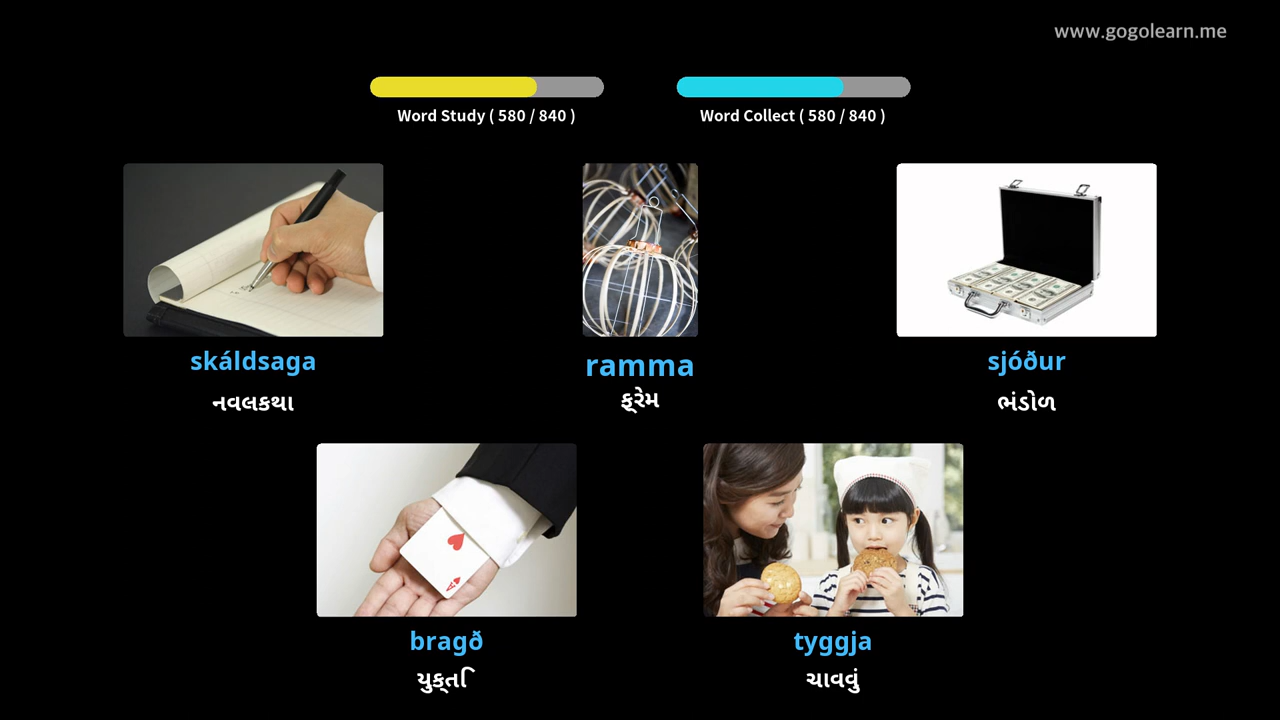 www.gogolearn.me
Word Study ( 580 / 840 )
Word Collect ( 580 / 840 )
skáldsaga
નવલકથા
ramma
ફ્રેમ
sjóður
ભંડોળ
bragð
યુક્તિ
tyggja
ચાવવું